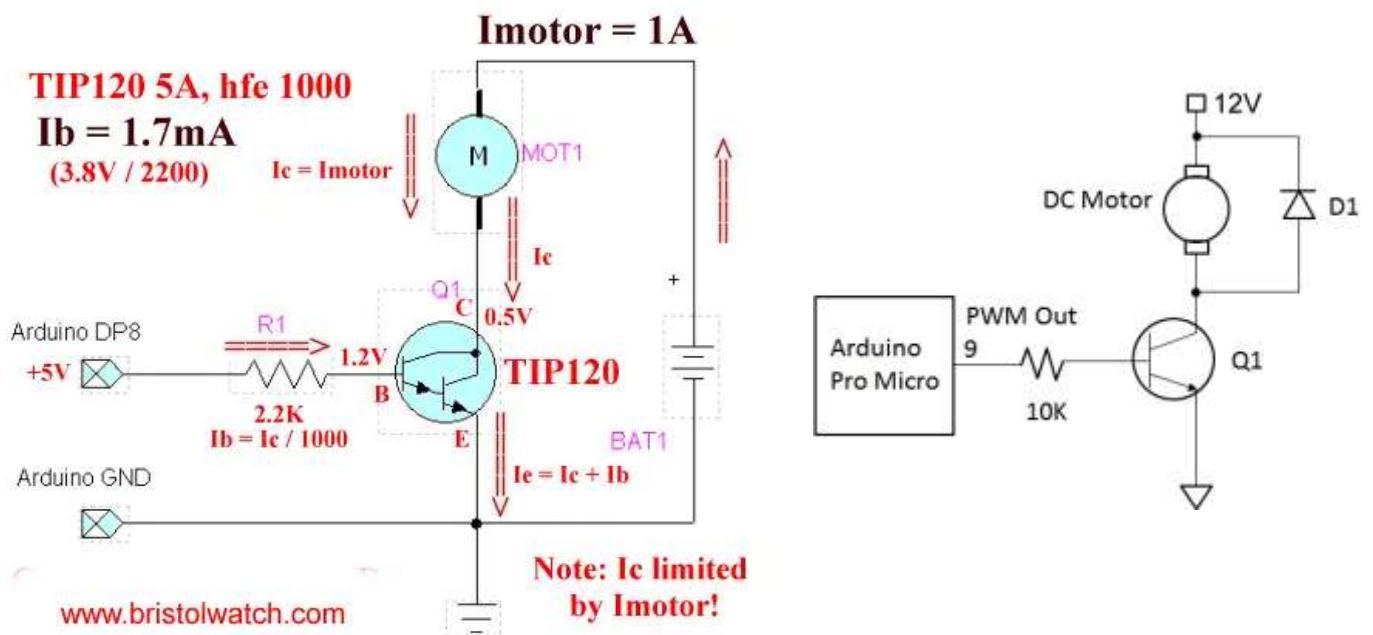 Imotor = 1A
TIP120 5A, hfe 1000
Ib = 1.7mA
(3.8V / 2200)
Ic = Imotor
M
MOT1
Ic
Q1
C
0.5V
+
Arduino DP8
+5V
R1
1.2V
B
TIP120
2.2K
Ib = Ic / 1000
E
BAT1
Ie = Ic + Ib
Arduino GND
Note: Ic limited
by Imotor!
www.bristolwatch.com
12V
DC Motor
D1
PWM Out
9
Arduino
Pro Micro
10K
Q1